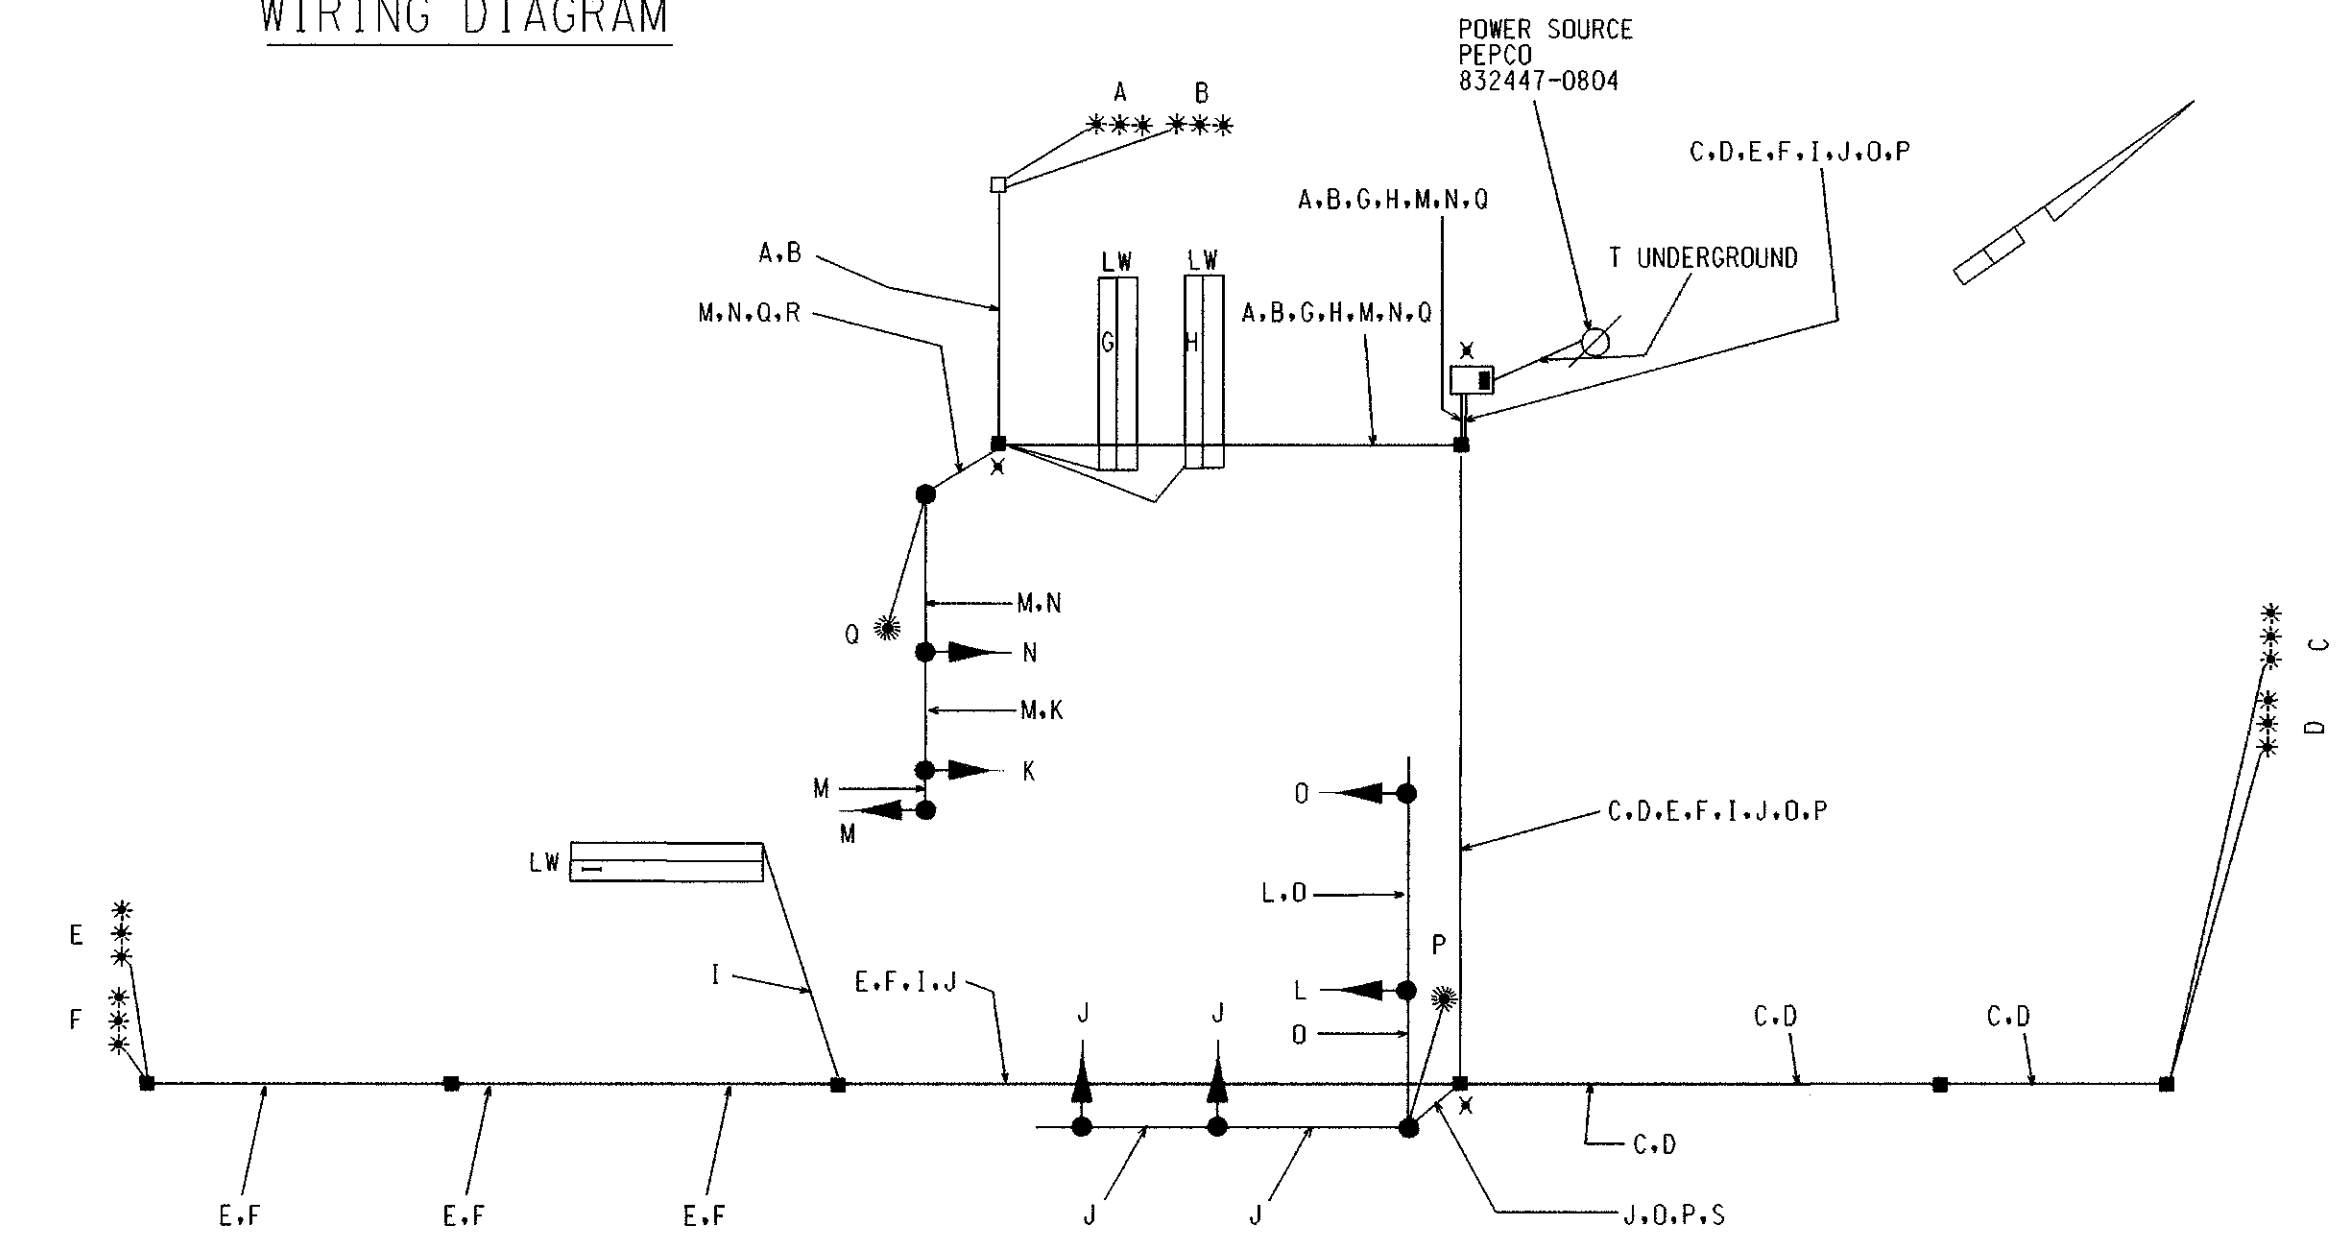 WIRING DIAGRAM
POWER SOURCE
PEPCO
832447-0804
A
B
C,D,E,F,I,J,O,P
A,B,G,H,M,N,Q
A,B
T UNDERGROUND
LW
LW
M,N,Q,R
A,B,G,H,M,N,Q
G
H
M,N
Q
N
C
M,K
D
K
M
O
M
C,D,E,F,I,J,O,P
LW
I
L,O
E
P
I
E,F,I,J
L
F
J
J
O
C,D
C,D
C,D
E,F
E,F
E,F
J
J
J,O,P,S